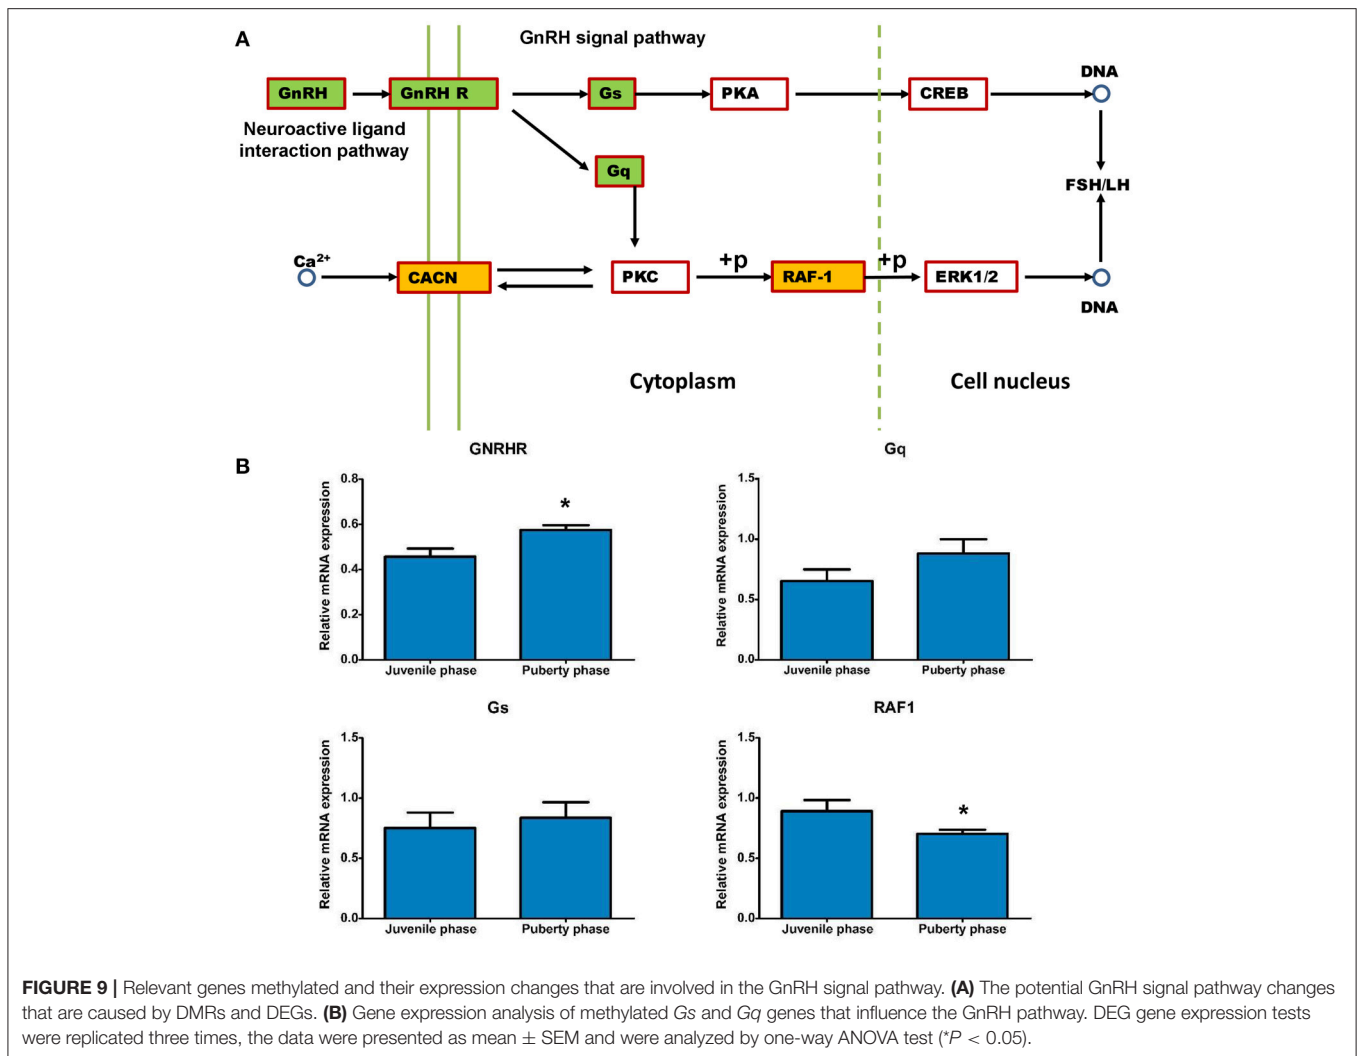 A
GnRH signal pathway
GnRH
GnRH R
Gs
PKA
CREB
DNA
Neuroactive ligand
interaction pathway
Gq
FSH/LH
Ca²⁺
CACN
PKC
+p
RAF-1
+p
ERK1/2
DNA
Cytoplasm
Cell nucleus
B
GNRHR
Relative mRNA expression
0.8
0.6
0.4
0.2
0.0
*
Juvenile phase
Puberty phase
Gq
Relative mRNA expression
1.5
1.0
0.5
0.0
Juvenile phase
Puberty phase
Gs
Relative mRNA expression
1.5
1.0
0.5
0.0
Juvenile phase
Puberty phase
RAF1
Relative mRNA expression
1.5
1.0
0.5
0.0
*
Juvenile phase
Puberty phase
FIGURE 9 | Relevant genes methylated and their expression changes that are involved in the GnRH signal pathway. (A) The potential GnRH signal pathway changes
that are caused by DMRs and DEGs. (B) Gene expression analysis of methylated Gs and Gq genes that influence the GnRH pathway. DEG gene expression tests
were replicated three times, the data were presented as mean ± SEM and were analyzed by one-way ANOVA test (*P < 0.05).